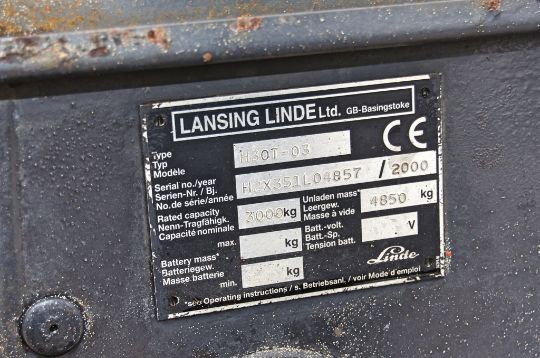 LANSING LINDE Ltd. GB-Basingstoke
Type
Typ
Modèle
H30T-03
CE
Serial no./year
Serien-Nr. / Bj.
No.de série/année
H2X351L04857 / 2000
Rated capacity
Nenn-Tragfähigk.
Capacité nominale
3000 kg
Unladen mass*
Leergew.
Masse à vide
4850 kg
Battery mass*
Batteriegew.
Masse batterie
max. kg
min. kg
Batt.-volt.
Batt.-Sp.
Tension batt.
V
Linde
*see Operating instructions / s. Betriebsanl. / voir Mode d'emploi